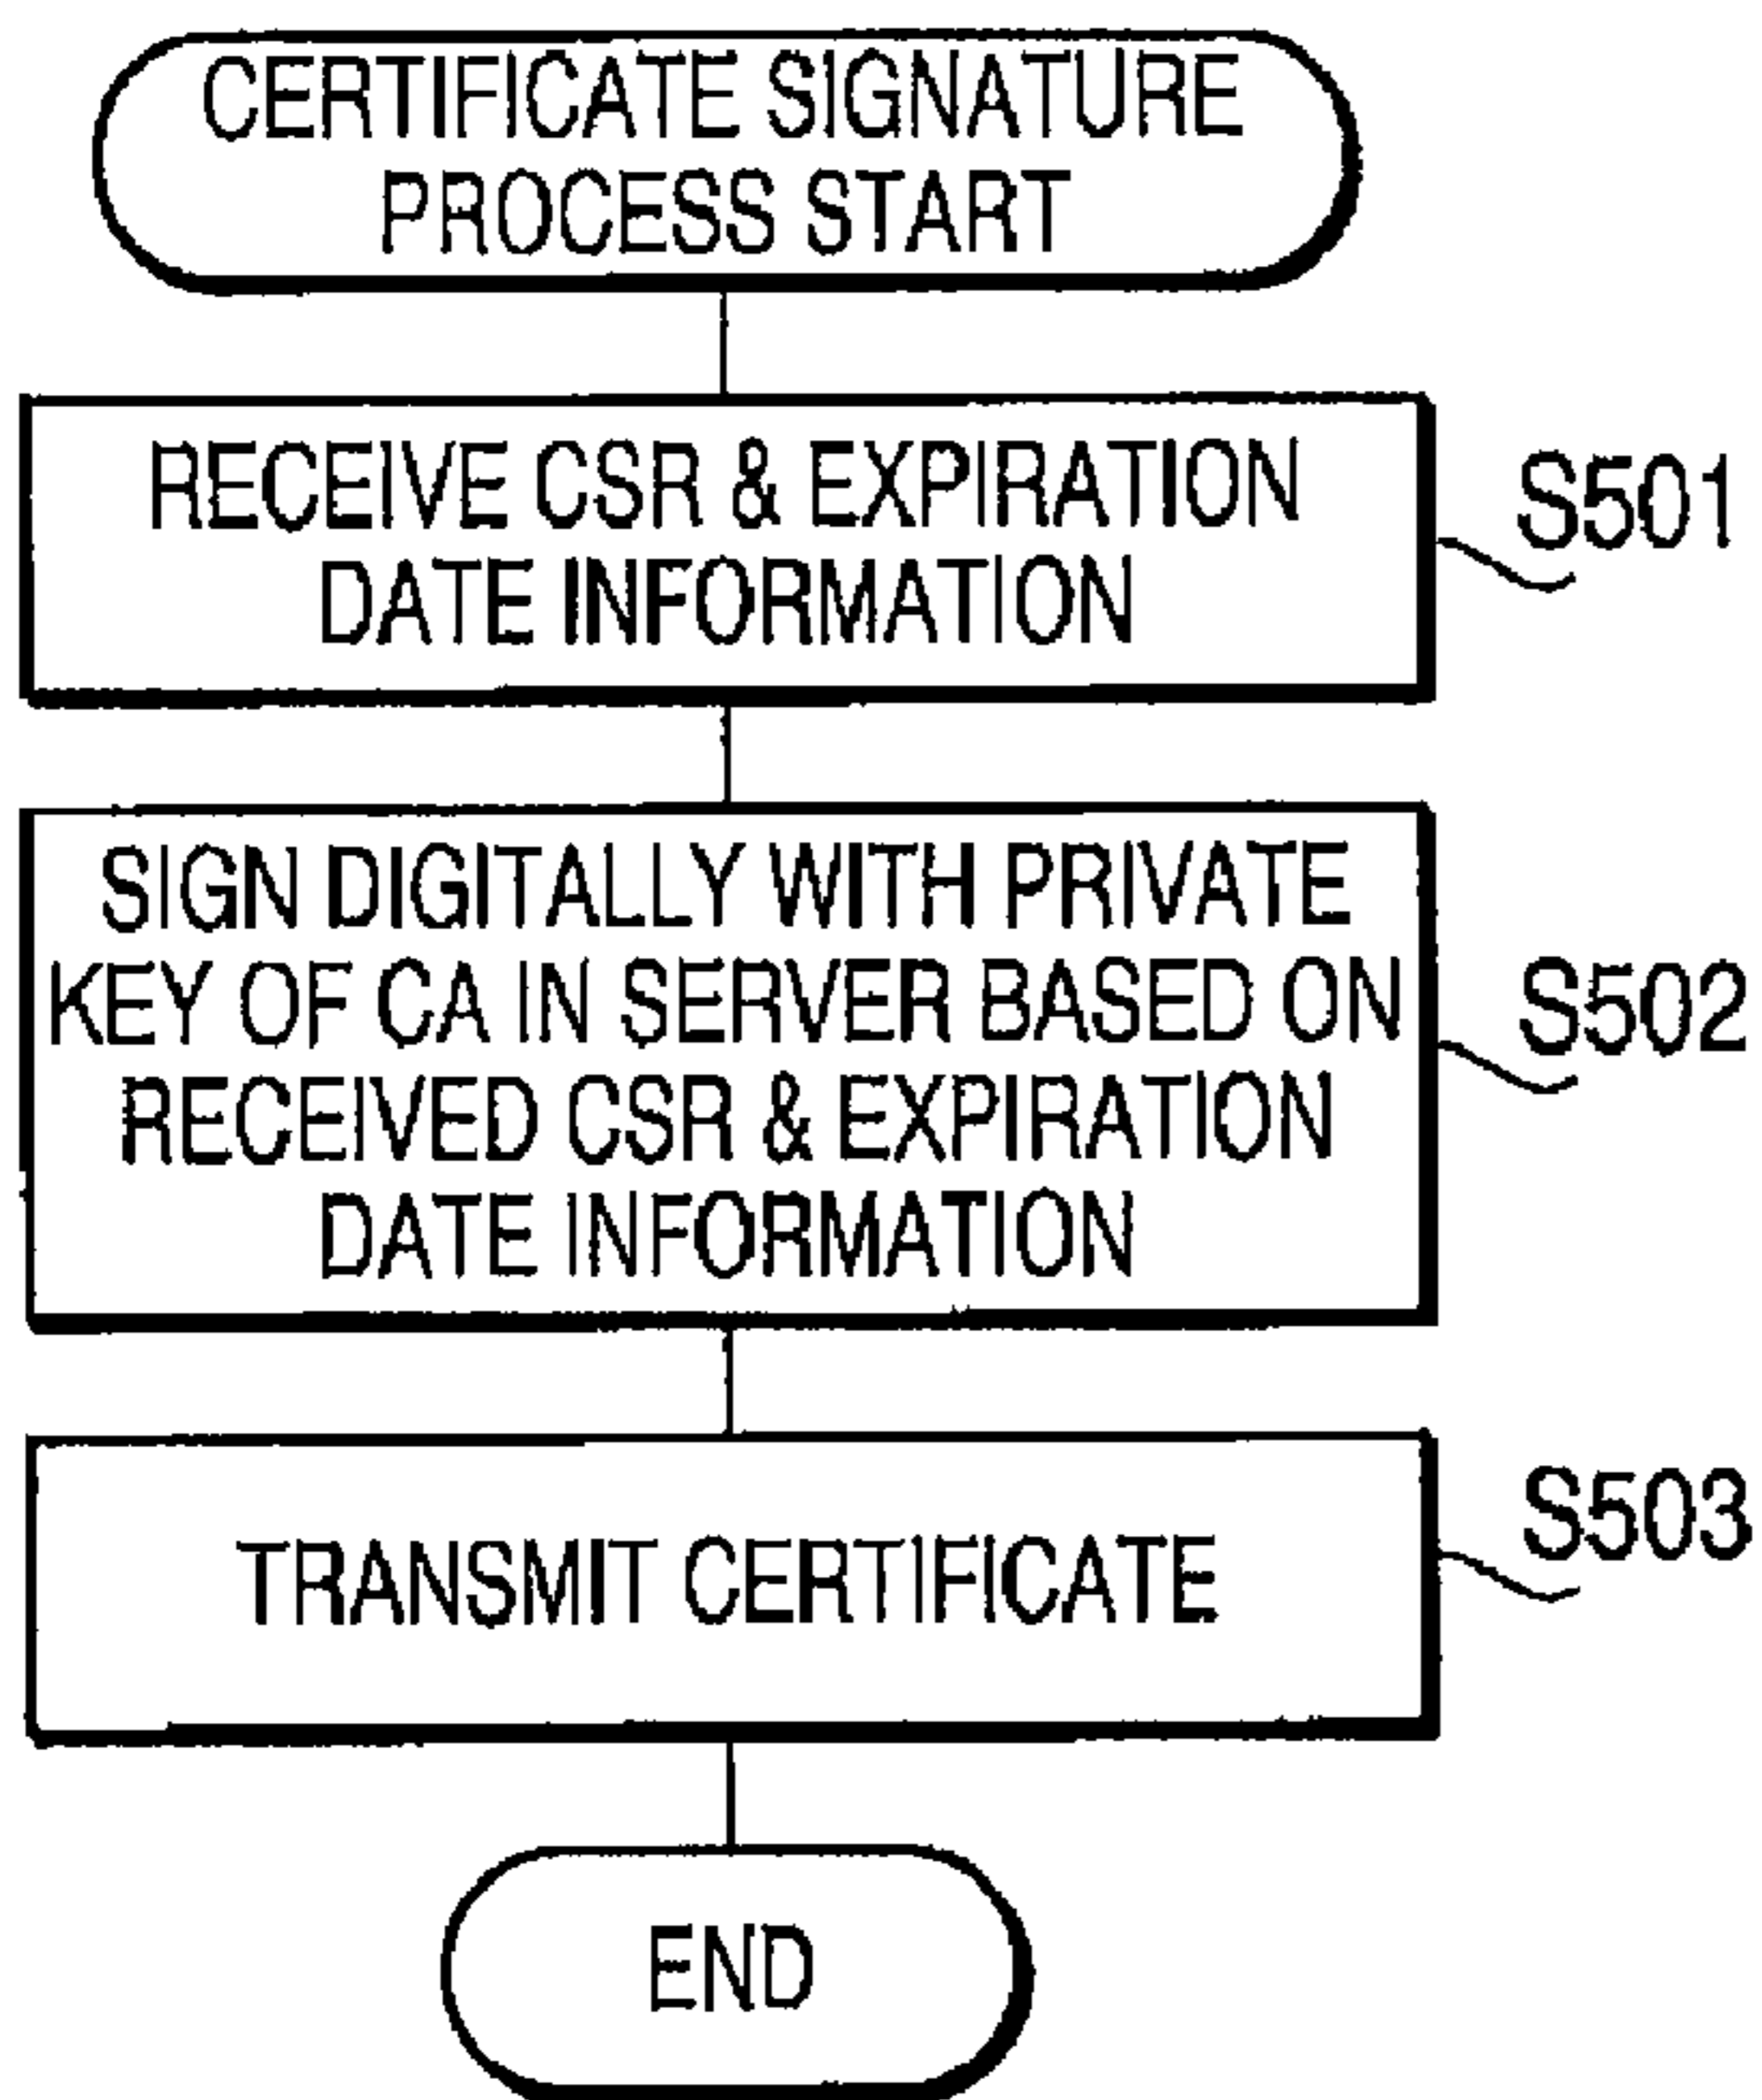 CERTIFICATE SIGNATURE
PROCESS START
RECEIVE CSR & EXPIRATION
DATE INFORMATION
S501
SIGN DIGITALLY WITH PRIVATE
KEY OF CA IN SERVER BASED ON
RECEIVED CSR & EXPIRATION
DATE INFORMATION
S502
TRANSMIT CERTIFICATE
S503
END